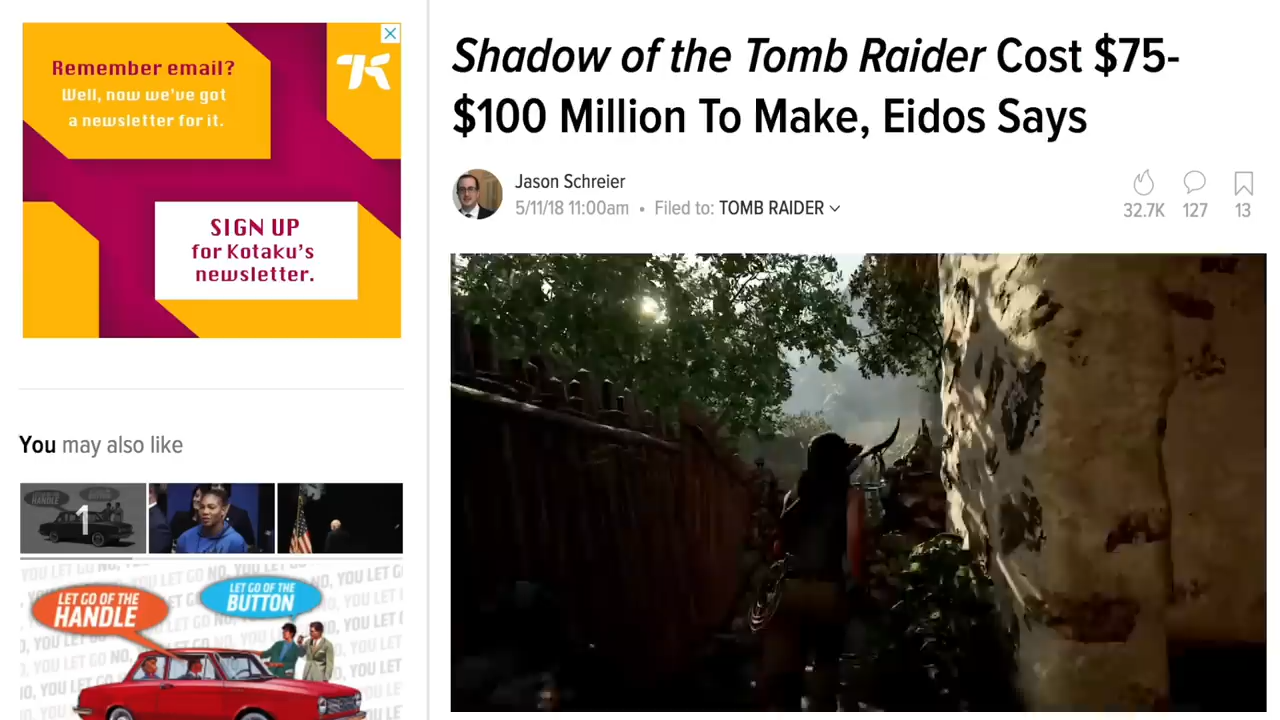 Remember email?
Well, now we've got
a newsletter for it.
SIGN UP
for Kotaku's
newsletter.
You may also like
1
LET GO OF THE
HANDLE
LET GO OF THE
BUTTON
Shadow of the Tomb Raider Cost $75-
$100 Million To Make, Eidos Says
Jason Schreier
5/11/18 11:00am • Filed to: TOMB RAIDER
32.7K 127 13